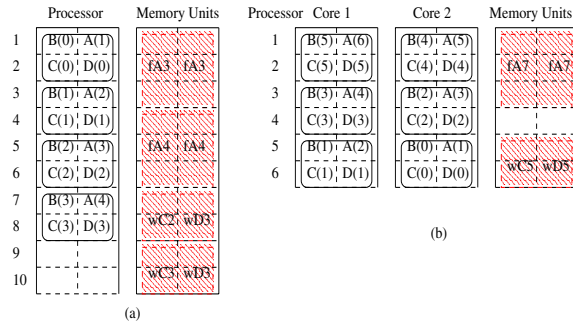 Processor Memory Units
1 B(0) A(1)
2 C(0) D(0) fA3 fA3
3 B(1) A(2)
4 C(1) D(1)
5 B(2) A(3) fA4 fA4
6 C(2) D(2)
7 B(3) A(4)
8 C(3) D(3) wC2 wD3
9
10 wC3 wD3
(a)
Processor Core 1 Core 2 Memory Units
1 B(5) A(6) B(4) A(5)
2 C(5) D(5) C(4) D(4) fA7 fA7
3 B(3) A(4) B(2) A(3)
4 C(3) D(3) C(2) D(2)
5 B(1) A(2) B(0) A(1) wC5 wD5
6 C(1) D(1) C(0) D(0)
(b)